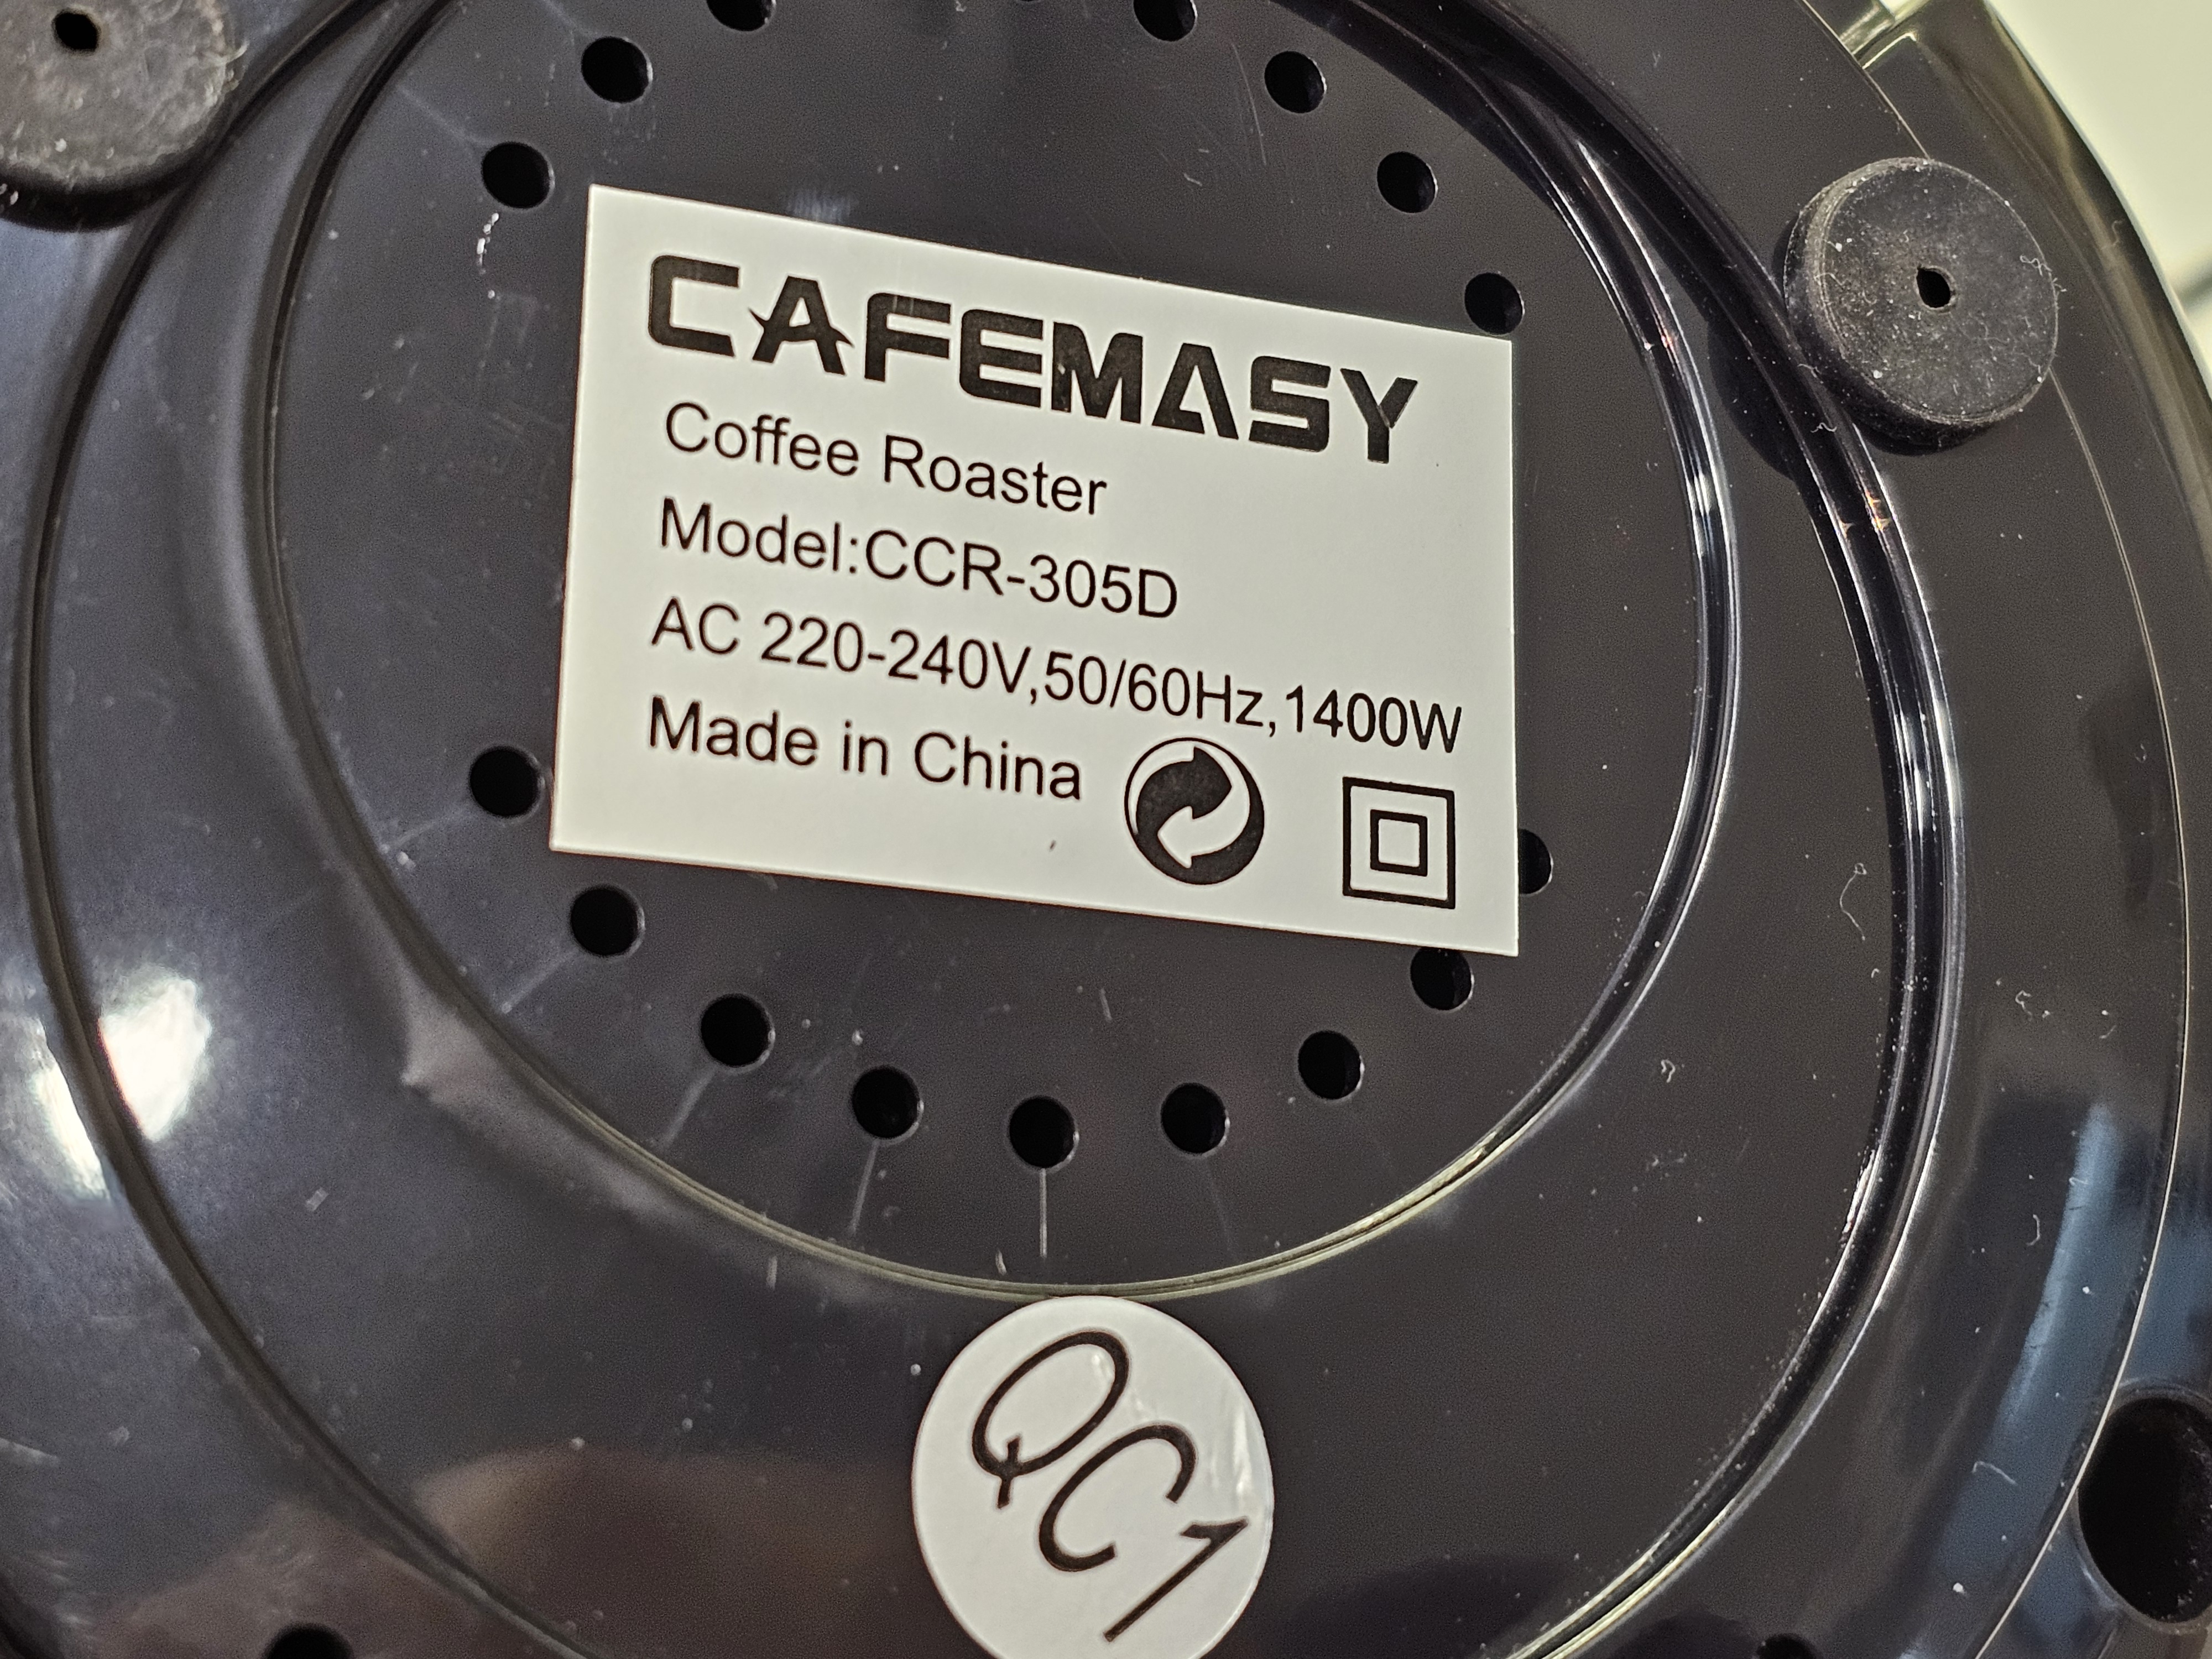 CAFEMASY
Coffee Roaster
Model:CCR-305D
AC 220-240V,50/60Hz,1400W
Made in China
QC1